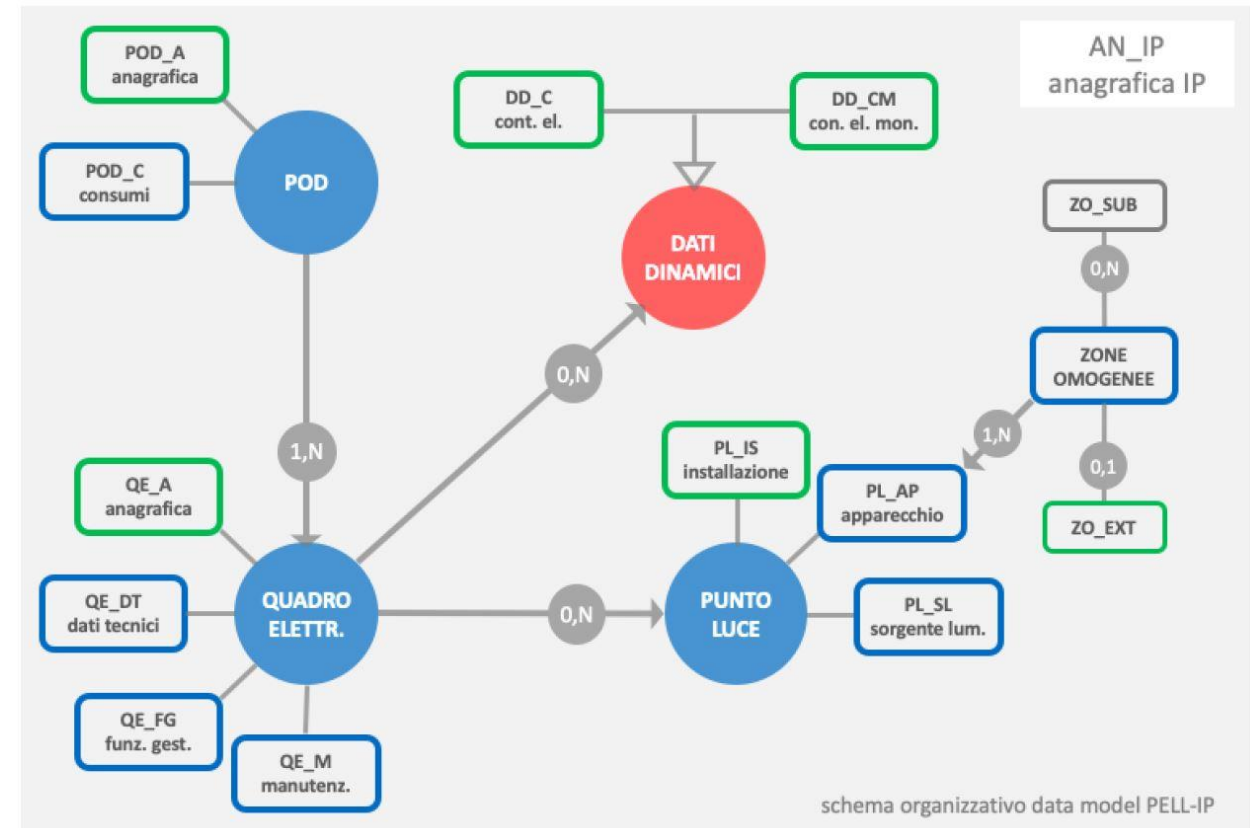 POD_A
anagrafica
POD_C
consumi
POD
DD_C
cont. el.
DD_CM
con. el. mon.
AN_IP
anagrafica IP
DATI
DINAMICI
ZO_SUB
0,N
ZONE
OMOGENEE
0,N
1,N
0,1
ZO_EXT
1,N
PL_IS
installazione
PL_AP
apparecchio
QE_A
anagrafica
QE_DT
dati tecnici
QUADRO
ELETTR.
0,N
PUNTO
LUCE
PL_SL
sorgente lum.
QE_FG
funz. gest.
QE_M
manutenz.
schema organizzativo data model PELL-IP